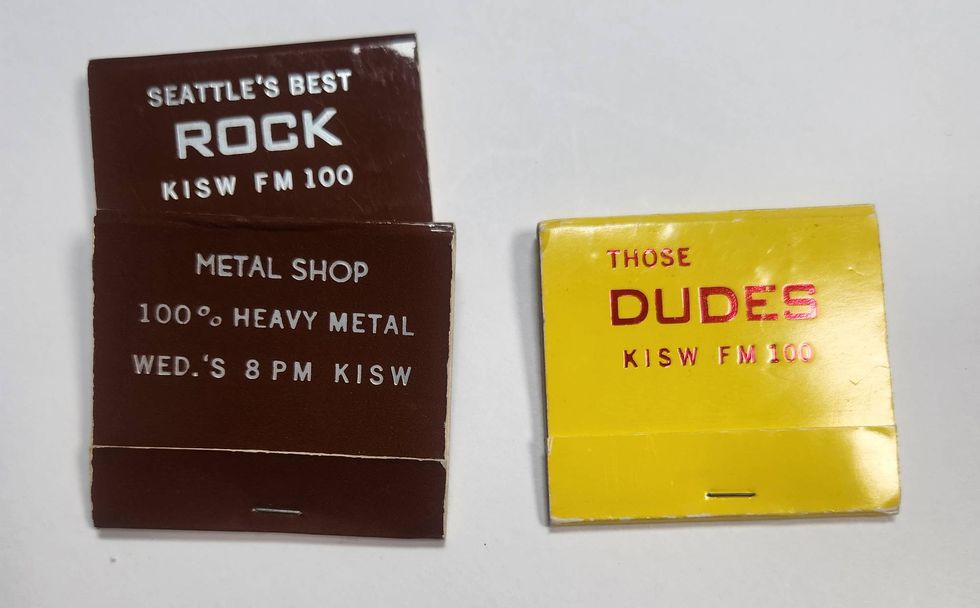 SEATTLE'S BEST
ROCK
KISW FM 100
METAL SHOP
100% HEAVY METAL
WED.'S 8 PM KISW
THOSE
DUDES
KISW FM 100